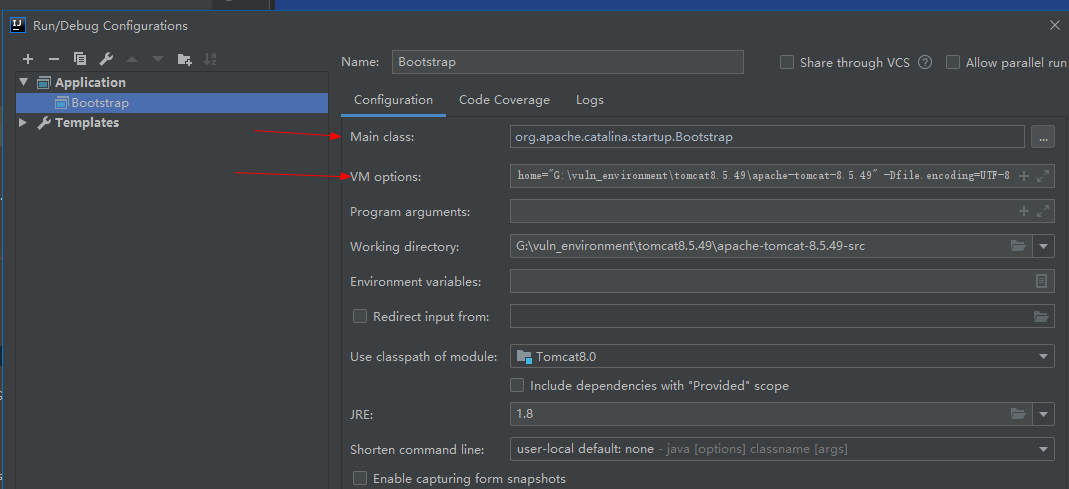 IJ Run/Debug Configurations
Name: Bootstrap Share through VCS ? Allow parallel run
Application
Bootstrap
Templates
Configuration Code Coverage Logs
Main class: org.apache.catalina.startup.Bootstrap ...
VM options: home="G:\vuln_environment\tomcat8.5.49\apache-tomcat-8.5.49" -Dfile.encoding=UTF-8
Program arguments:
Working directory: G:\vuln_environment\tomcat8.5.49\apache-tomcat-8.5.49-src
Environment variables:
Redirect input from:
Use classpath of module: Tomcat8.0
Include dependencies with "Provided" scope
JRE: 1.8
Shorten command line: user-local default: none - java [options] classname [args]
Enable capturing form snapshots